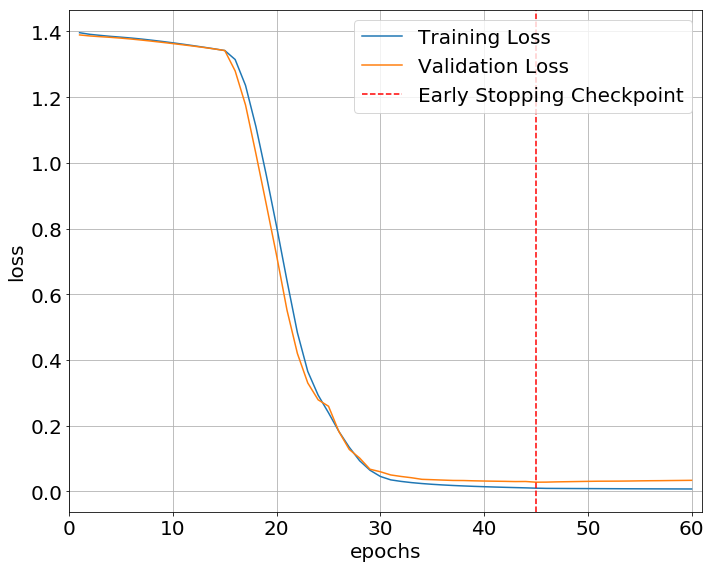 Training Loss
Validation Loss
Early Stopping Checkpoint
1.4
1.2
1.0
0.8
0.6
0.4
0.2
0.0
loss
0 10 20 30 40 50 60
epochs